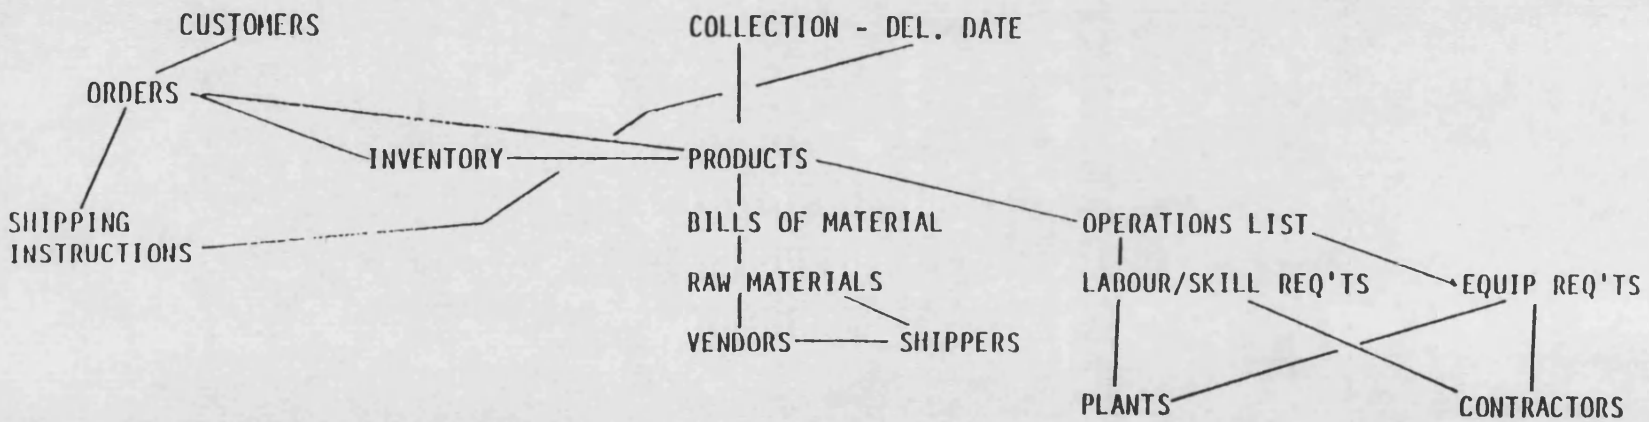 CUSTOMERS
COLLECTION - DEL. DATE
ORDERS
INVENTORY
PRODUCTS
SHIPPING
INSTRUCTIONS
BILLS OF MATERIAL
OPERATIONS LIST
RAW MATERIALS
LABOUR/SKILL REQ'TS
EQUIP REQ'TS
VENDORS
SHIPPERS
PLANTS
CONTRACTORS